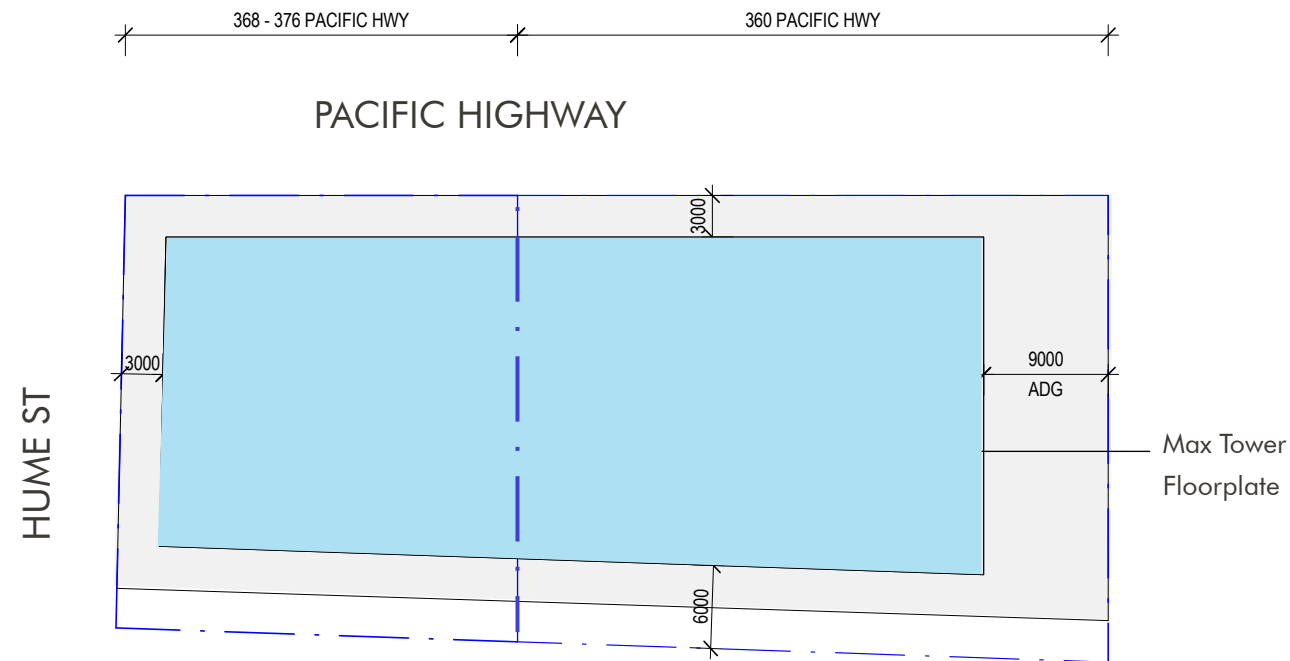 368 - 376 PACIFIC HWY
360 PACIFIC HWY
PACIFIC HIGHWAY
3000
3000
9000
ADG
HUME ST
Max Tower
Floorplate
6000